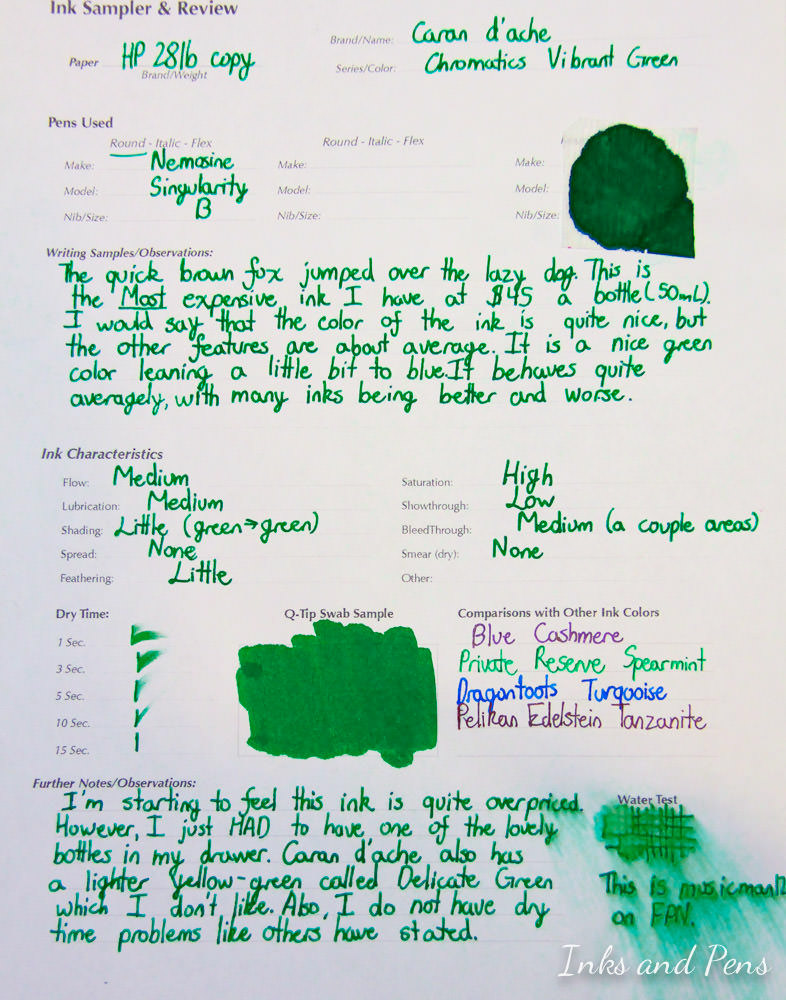 Ink Sampler & Review
Brand/Name: Caran d'ache
Paper HP 28lb copy
Brand/Weight
Series/Color: Chromatics Vibrant Green
Pens Used
Round - Italic - Flex Round - Italic - Flex
Make: Nemosine Make: Make:
Model: Singularity Model: Model:
Nib/Size: B Nib/Size: Nib/Size:
Writing Samples/Observations:
The quick brown fox jumped over the lazy dog. This is
the Most expensive ink I have at $45 a bottle (50mL).
I would say that the color of the ink is quite nice, but
the other features are about average. It is a nice green
color leaning a little bit to blue. It behaves quite
averagely, with many inks being better and worse.
Ink Characteristics
Flow: Medium Saturation: High
Lubrication: Medium Showthrough: Low
Shading: Little (green→green) BleedThrough: Medium (a couple areas)
Spread: None Smear (dry): None
Feathering: Little Other:
Dry Time: Q-Tip Swab Sample Comparisons with Other Ink Colors
1 Sec. Blue Cashmere
3 Sec. Private Reserve Spearmint
5 Sec. Dragontoots Turqooise
10 Sec. Pelikan Edelstein Tanzanite
15 Sec.
Further Notes/Observations:
I'm starting to feel this ink is quite overpriced.
However, I just HAD to have one of the lovely
bottles in my drawer. Caran d'ache also has
a lighter yellow-green called Delicate Green
which I don't like. Also, I do not have dry
time problems like others have stated.
Water Test
This is musicman12
on FPN.
Inks and Pens